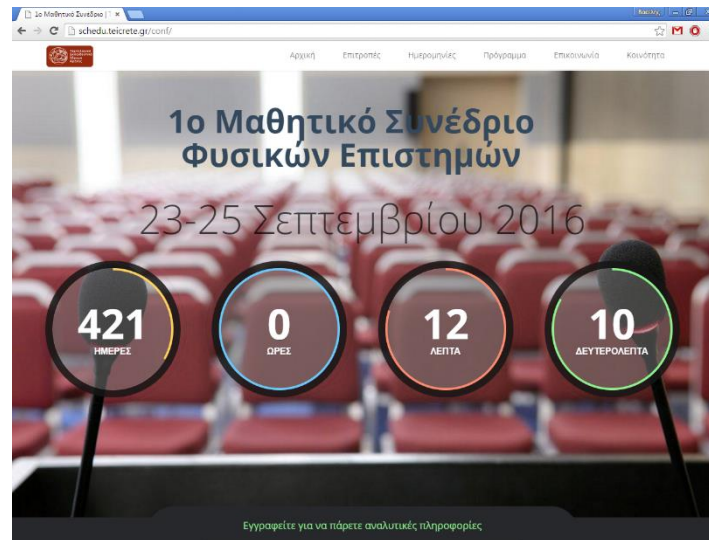 1ο Μαθητικό Συνέδριο | 1
schedu.teicrete.gr/conf/
Αρχική Επιτροπές Ημερομηνίες Πρόγραμμα Επικοινωνία Κοινότητα
1ο Μαθητικό Συνέδριο
Φυσικών Επιστημών
23-25 Σεπτεμβρίου 2016
421 0 12 10
ΗΜΕΡΕΣ ΩΡΕΣ ΛΕΠΤΑ ΔΕΥΤΕΡΟΛΕΠΤΑ
Εγγραφείτε για να πάρετε αναλυτικές πληροφορίες